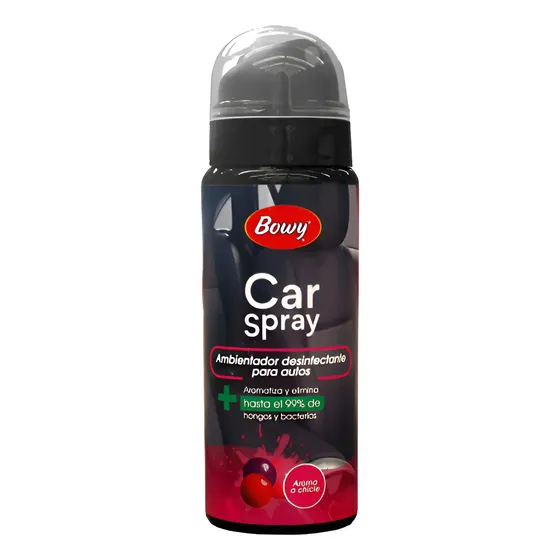 Bowy
Car
Spray
Ambientador desinfectante
para autos
Aromatiza y elimina
hasta el 99% de
hongos y bacterias
Aroma
a chicle